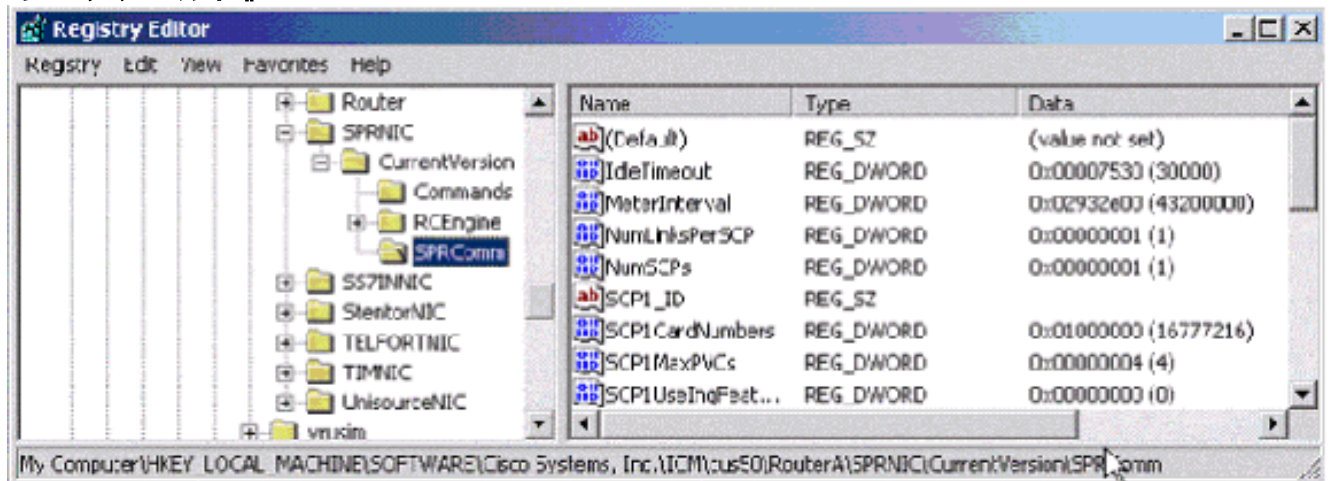 Registry Editor
Registry Edit View Favorites Help
Router
SPRNIC
CurrentVersion
Commands
RCEngine
SPRComm
SS7INNIC
StentorNIC
TELFORTNIC
TIMNIC
UnisourceNIC
vrusim
Name Type Data
(Default) REG_SZ (value not set)
IdleTimeout REG_DWORD 0x00007530 (30000)
MeterInterval REG_DWORD 0x02932e00 (43200000)
NumLinksPerSCP REG_DWORD 0x00000001 (1)
NumSCPs REG_DWORD 0x00000001 (1)
SCP1_ID REG_SZ
SCP1CardNumbers REG_DWORD 0x01000000 (16777216)
SCP1MaxPVCs REG_DWORD 0x00000004 (4)
SCP1UseInqFeat... REG_DWORD 0x00000000 (0)
My Computer\HKEY_LOCAL_MACHINE\SOFTWARE\Cisco Systems, Inc.\ICM\cus50\RouterA\SPRNIC\CurrentVersion\SPRComm